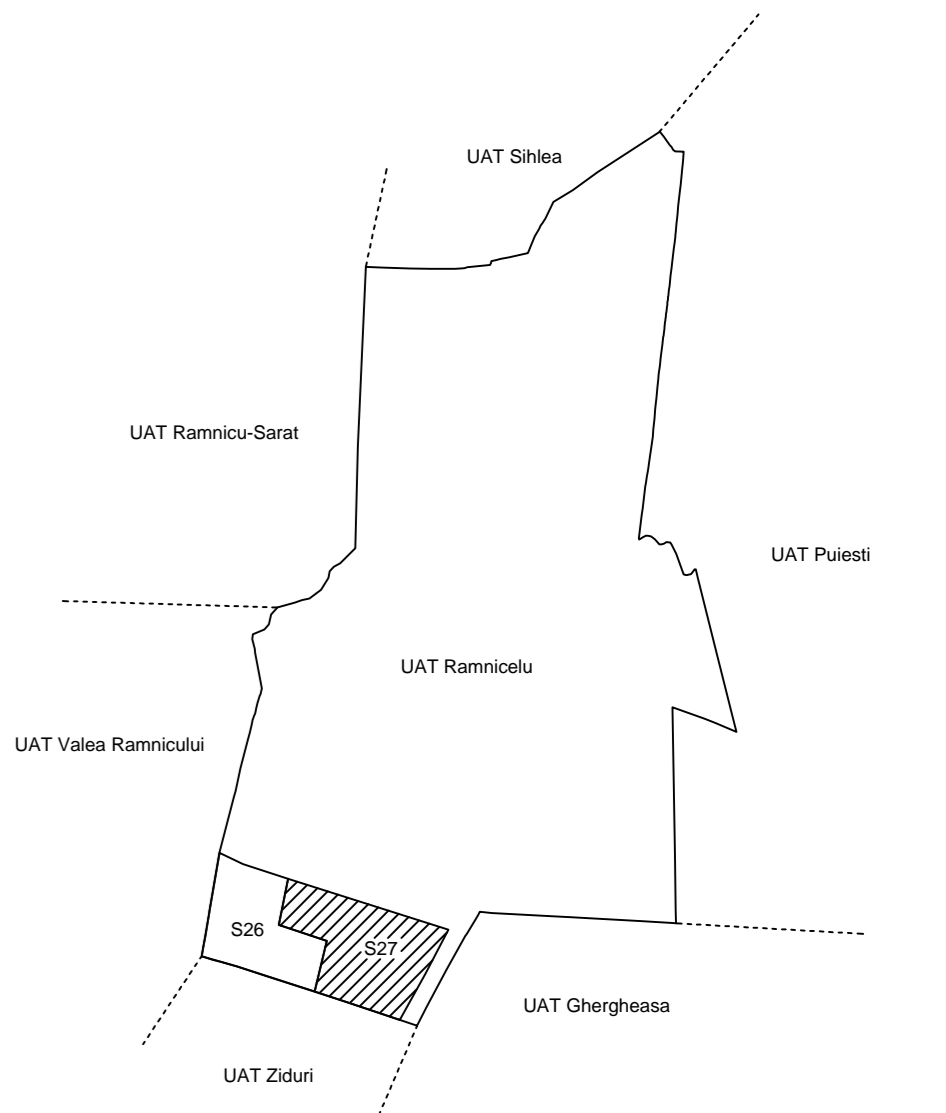 UAT Sihlea
UAT Ramnicu-Sarat
UAT Puiesti
UAT Ramnicelu
UAT Valea Ramnicului
S26
S27
UAT Ghergheasa
UAT Ziduri